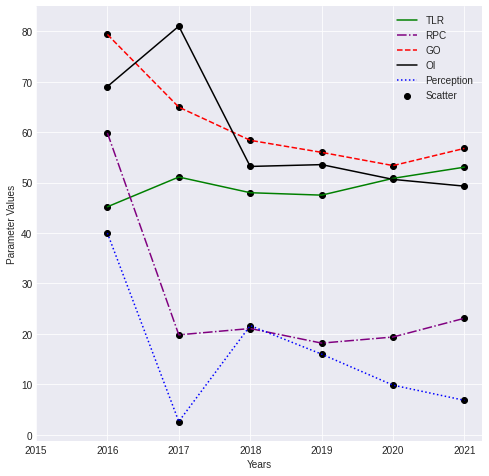 80
70
60
50
40
30
20
10
0
Parameter Values
2015 2016 2017 2018 2019 2020 2021
Years
TLR
RPC
GO
OI
Perception
Scatter